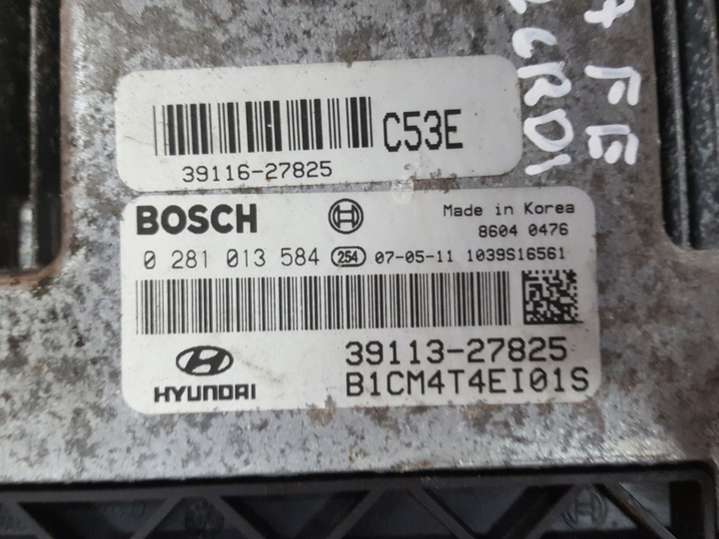 C53E
39116-27825
BOSCH
Made in Korea
8604 0476
0 281 013 584 254 07-05-11 1039S16561
39113-27825
HYUNDAI
B1CM4T4EI01S
FE
CRDI